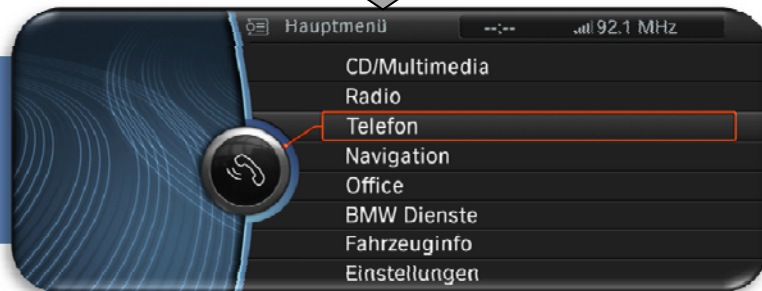 Hauptmenü --:-- 92.1 MHz
CD/Multimedia
Radio
Telefon
Navigation
Office
BMW Dienste
Fahrzeuginfo
Einstellungen